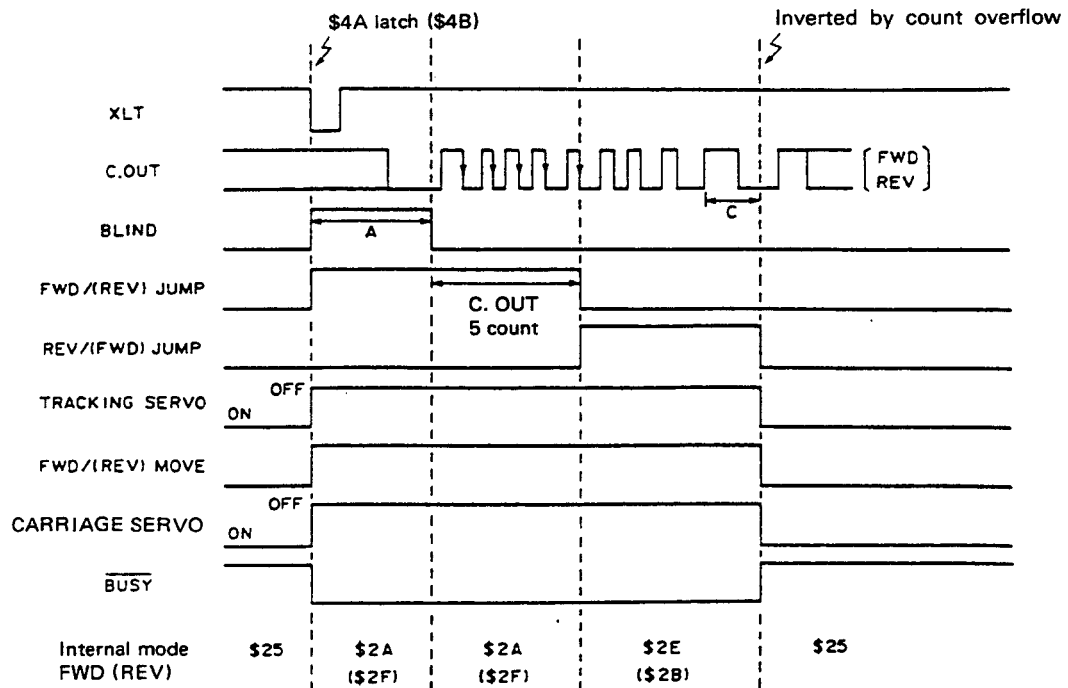 $4A latch ($4B)
Inverted by count overflow
XLT
C.OUT
FWD
REV
C
BLIND
A
FWD/(REV) JUMP
C. OUT
5 count
REV/(FWD) JUMP
OFF
TRACKING SERVO
ON
FWD/(REV) MOVE
OFF
CARRIAGE SERVO
ON
BUSY
Internal mode $25 $2A $2A $2E $25
FWD (REV) ($2F) ($2F) ($2B)